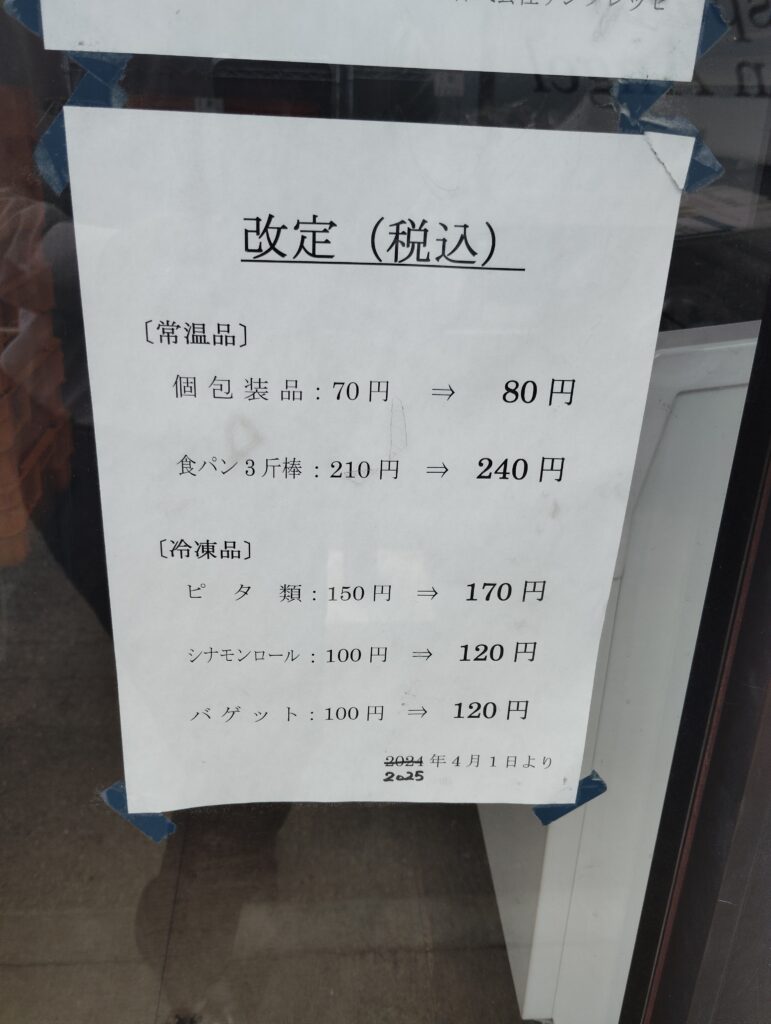 改定（税込）
〔常温品〕
個包装品：70円 ⇒ 80円
食パン３斤棒：210円 ⇒ 240円
〔冷凍品〕
ピタ類：150円 ⇒ 170円
シナモンロール：100円 ⇒ 120円
バゲット：100円 ⇒ 120円
2024年４月１日より
2025